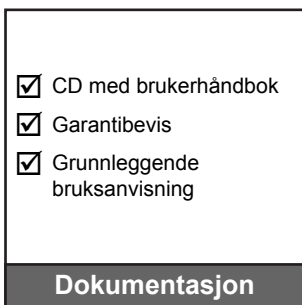 CD med brukerhåndbok
Garantibevis
Grunnleggende
bruksanvisning
Dokumentasjon